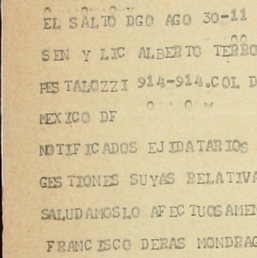 EL SALTO DGO AGO 30-11
SEN Y LIC ALBERTO TERRO
PESTALOZZI 914-914.COL D
MEXICO DF
NOTIFICADOS EJIDATARIOS
GESTIONES SUYAS RELATIVA
SALUDAMOSLO AFECTUOSAMEN
FRANCISCO DERAS MONDRAG